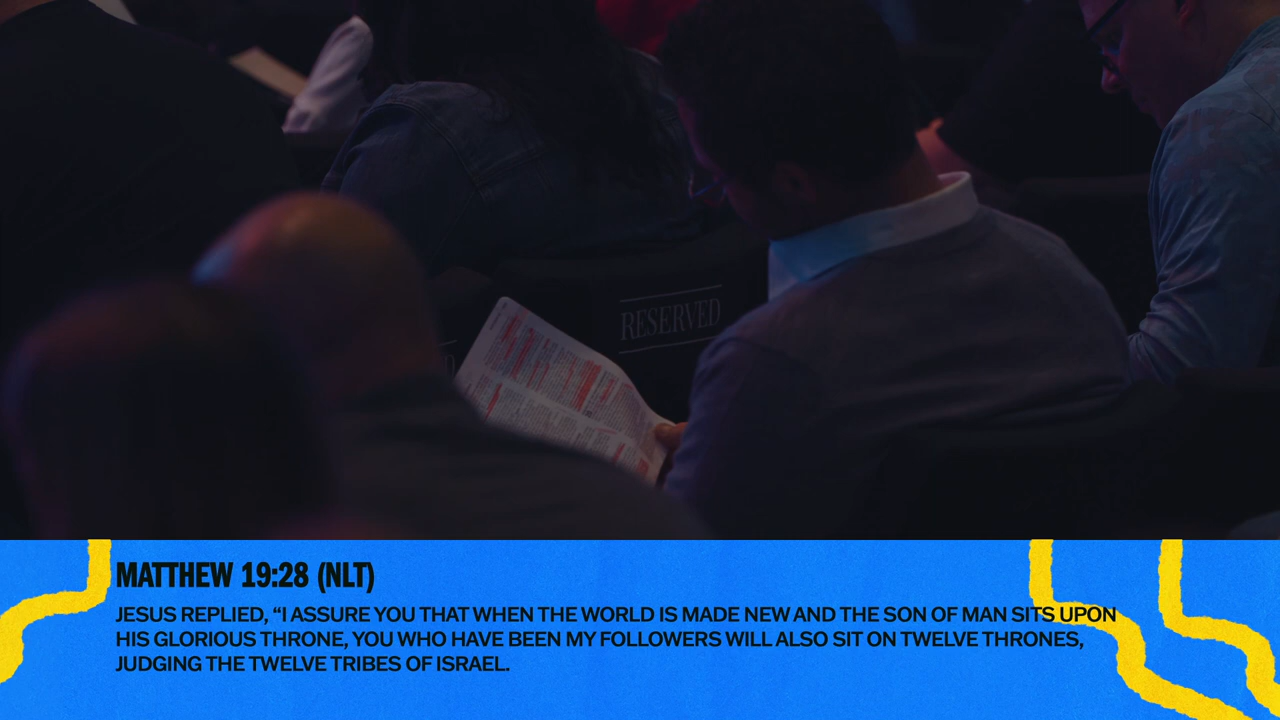 RESERVED
MATTHEW 19:28 (NLT)
JESUS REPLIED, “I ASSURE YOU THAT WHEN THE WORLD IS MADE NEW AND THE SON OF MAN SITS UPON
HIS GLORIOUS THRONE, YOU WHO HAVE BEEN MY FOLLOWERS WILL ALSO SIT ON TWELVE THRONES,
JUDGING THE TWELVE TRIBES OF ISRAEL.